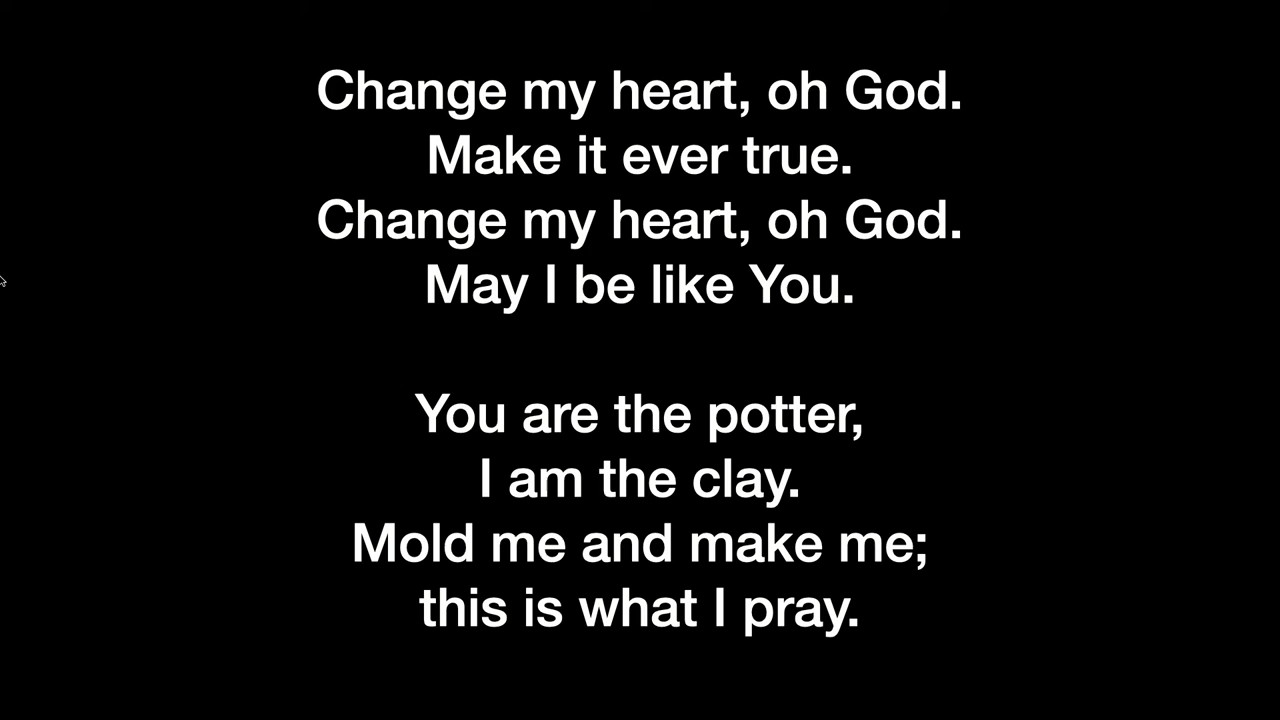 Change my heart, oh God.
Make it ever true.
Change my heart, oh God.
May I be like You.
You are the potter,
I am the clay.
Mold me and make me;
this is what I pray.